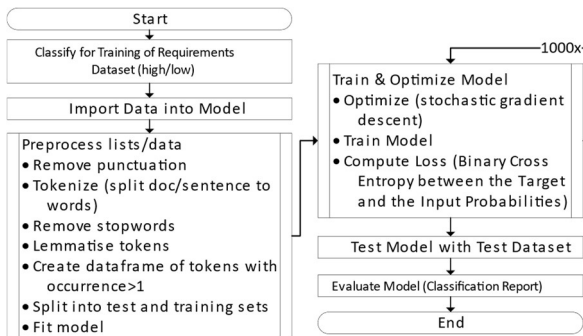 Start
Classify for Training of Requirements
Dataset (high/low)
Import Data into Model
Preprocess lists/data
• Remove punctuation
• Tokenize (split doc/sentence to
words)
• Remove stopwords
• Lemmatise tokens
• Create dataframe of tokens with
occurrence>1
• Split into test and training sets
• Fit model
1000x
Train & Optimize Model
• Optimize (stochastic gradient
descent)
• Train Model
• Compute Loss (Binary Cross
Entropy between the Target
and the Input Probabilities)
Test Model with Test Dataset
Evaluate Model (Classification Report)
End